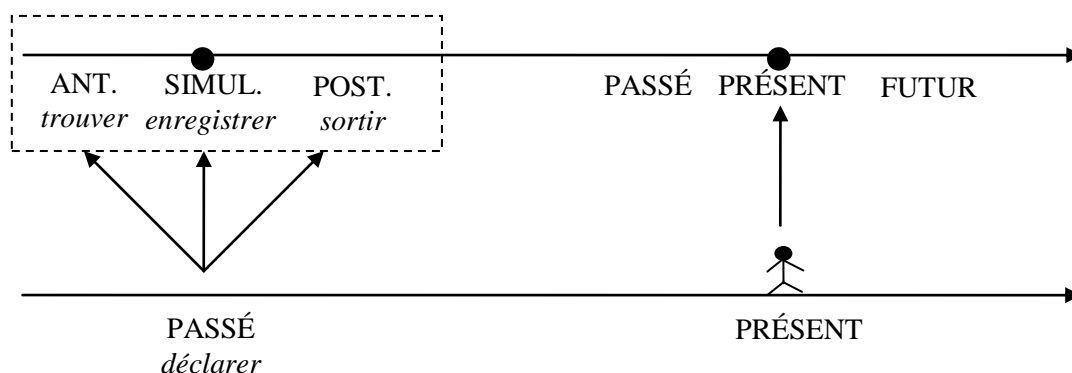 ANT. SIMUL. POST. PASSÉ PRÉSENT FUTUR
trouver enregistrer sortir
PASSÉ PRÉSENT
déclarer